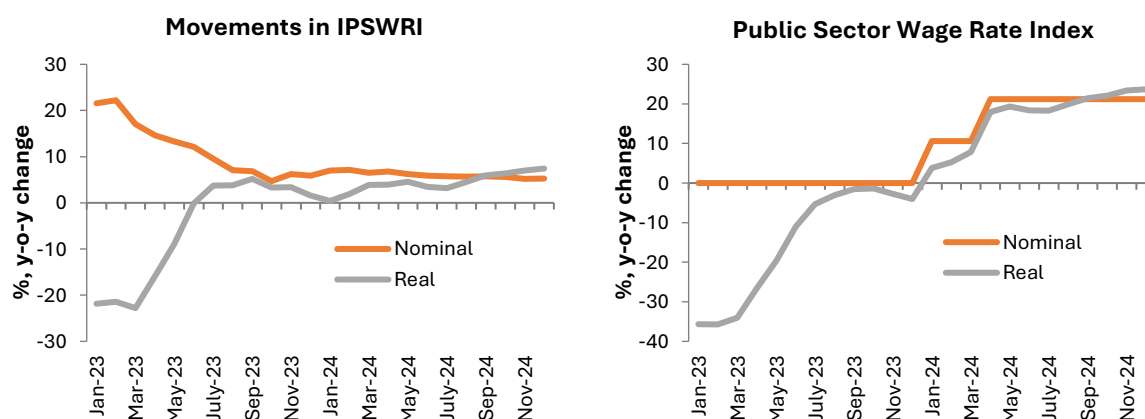 Movements in IPSWRI
%, y-o-y change
30
20
10
0
-10
-20
-30
Nominal
Real
Jan-23
Mar-23
May-23
July-23
Sep-23
Nov-23
Jan-24
Mar-24
May-24
July-24
Sep-24
Nov-24
Public Sector Wage Rate Index
%, y-o-y change
30
20
10
0
-10
-20
-30
-40
Nominal
Real
Jan-23
Mar-23
May-23
July-23
Sep-23
Nov-23
Jan-24
Mar-24
May-24
July-24
Sep-24
Nov-24